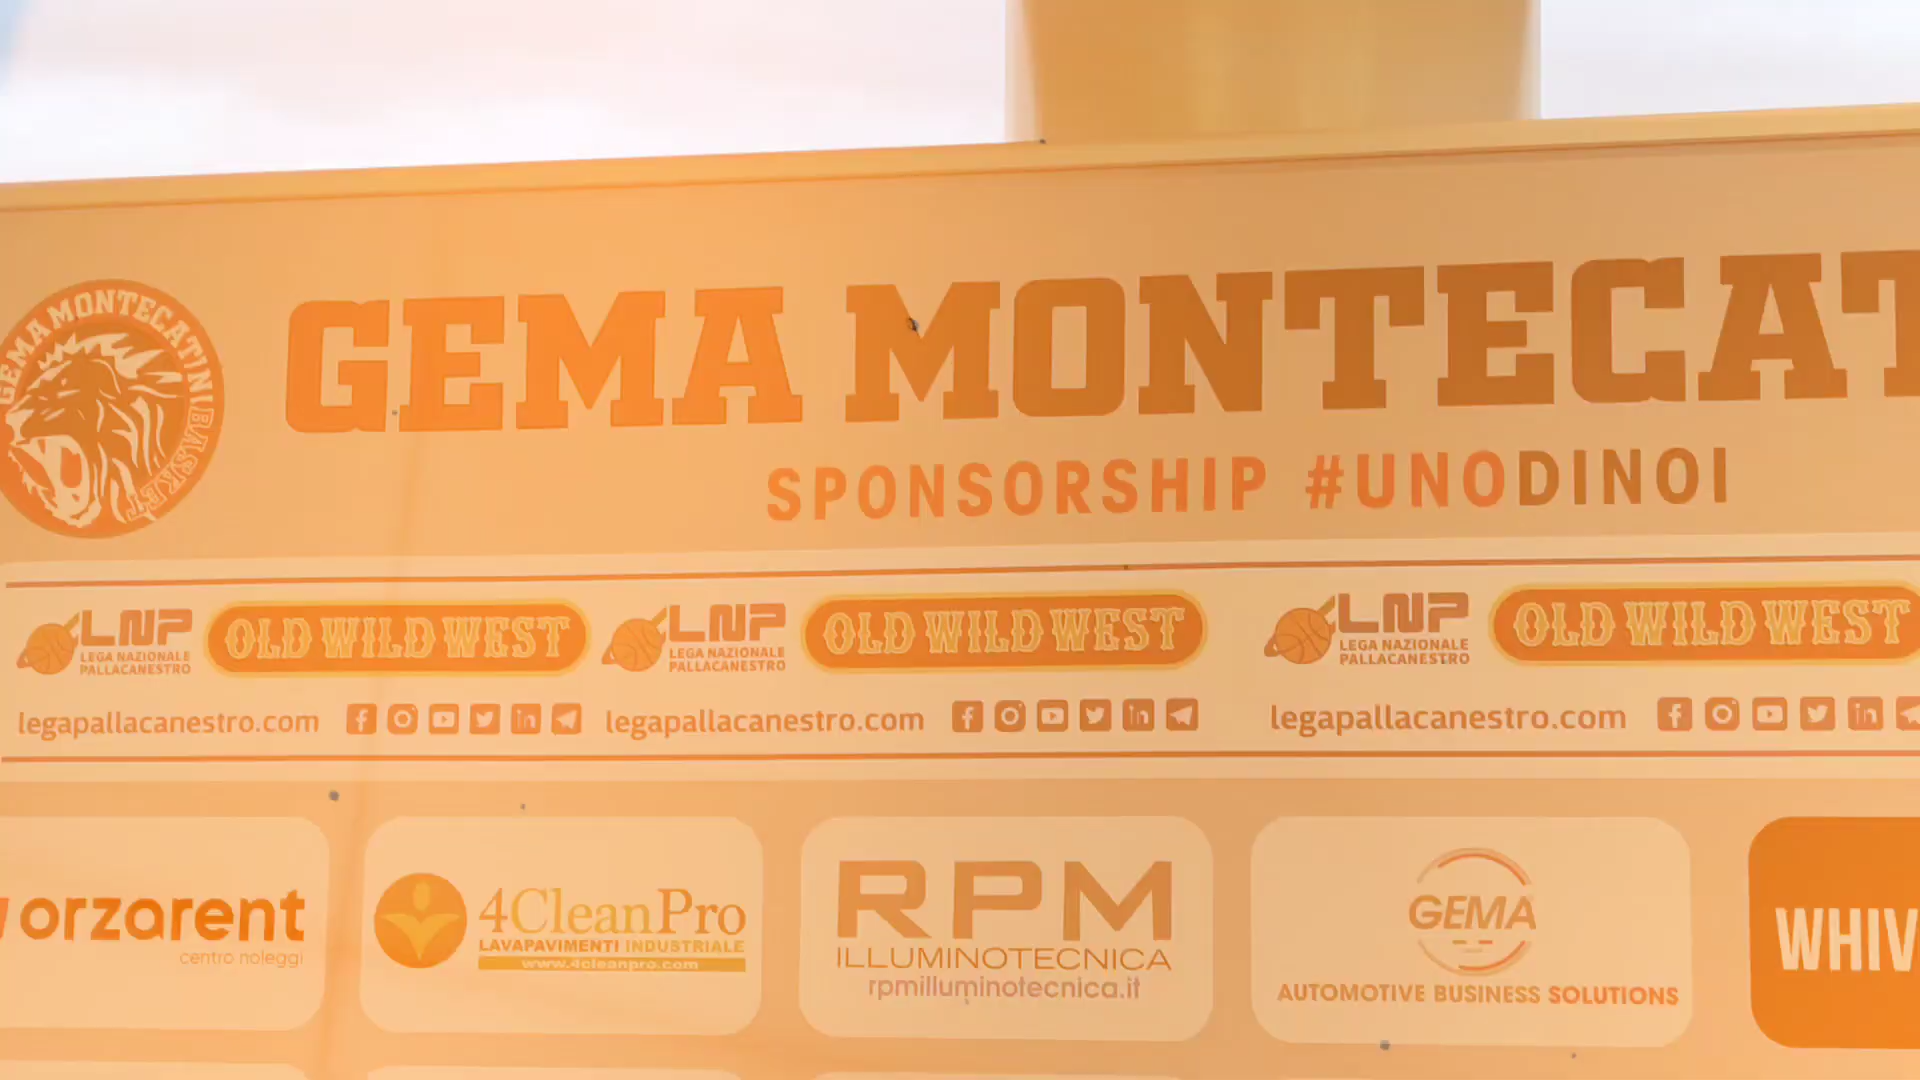 GEMA MONTECATINI BASKET
GEMA MONTECAT
SPONSORSHIP #UNODINOI
LNP LEGA NAZIONALE PALLACANESTRO OLD WILD WEST
LNP LEGA NAZIONALE PALLACANESTRO OLD WILD WEST
LNP LEGA NAZIONALE PALLACANESTRO OLD WILD WEST
legapallacanestro.com
legapallacanestro.com
legapallacanestro.com
orzarent
centro noleggi
4CleanPro
LAVAPAVIMENTI INDUSTRIALE
www.4cleanpro.com
RPM
ILLUMINOTECNICA
rpmilluminotecnica.it
GEMA
AUTOMOTIVE BUSINESS SOLUTIONS
WHIV